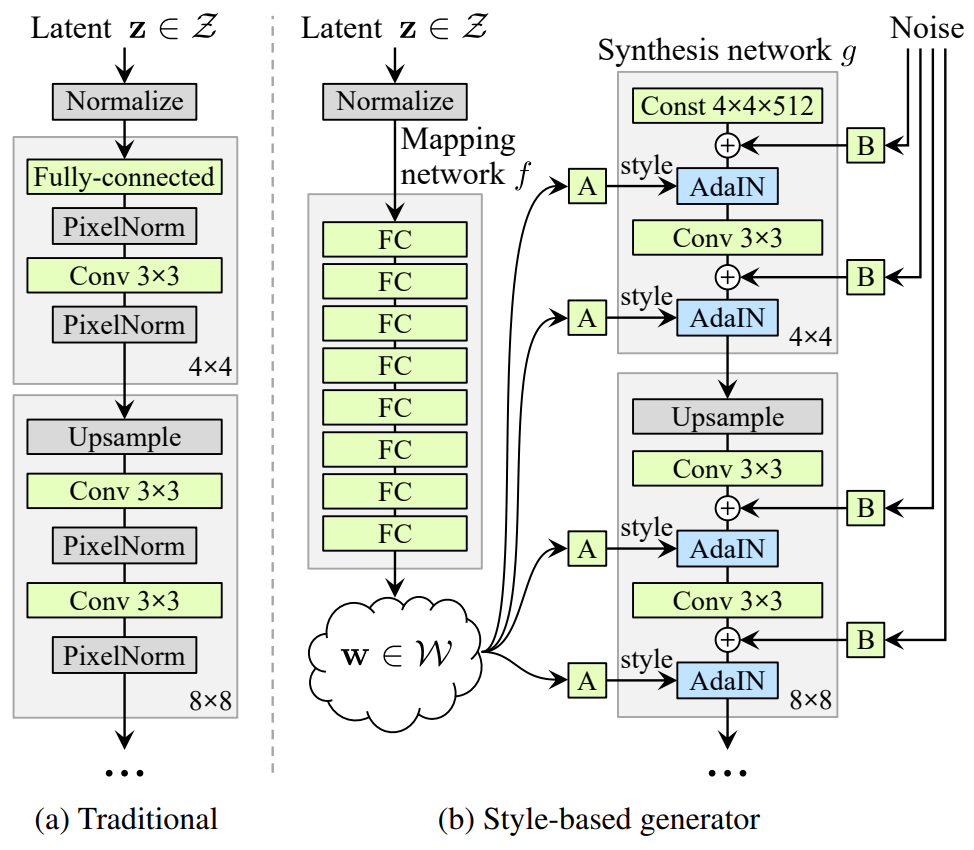 Latent z ∈ 𝒵
Normalize
Fully-connected
PixelNorm
Conv 3×3
PixelNorm
4×4
Upsample
Conv 3×3
PixelNorm
Conv 3×3
PixelNorm
8×8
...
(a) Traditional
Latent z ∈ 𝒵
Normalize
Mapping
network f
FC
FC
FC
FC
FC
FC
FC
FC
w ∈ 𝒲
A
style
A
style
A
style
A
style
Synthesis network g
Const 4×4×512
+
AdaIN
Conv 3×3
+
AdaIN
4×4
Upsample
Conv 3×3
+
AdaIN
Conv 3×3
+
AdaIN
8×8
...
Noise
B
B
B
B
(b) Style-based generator